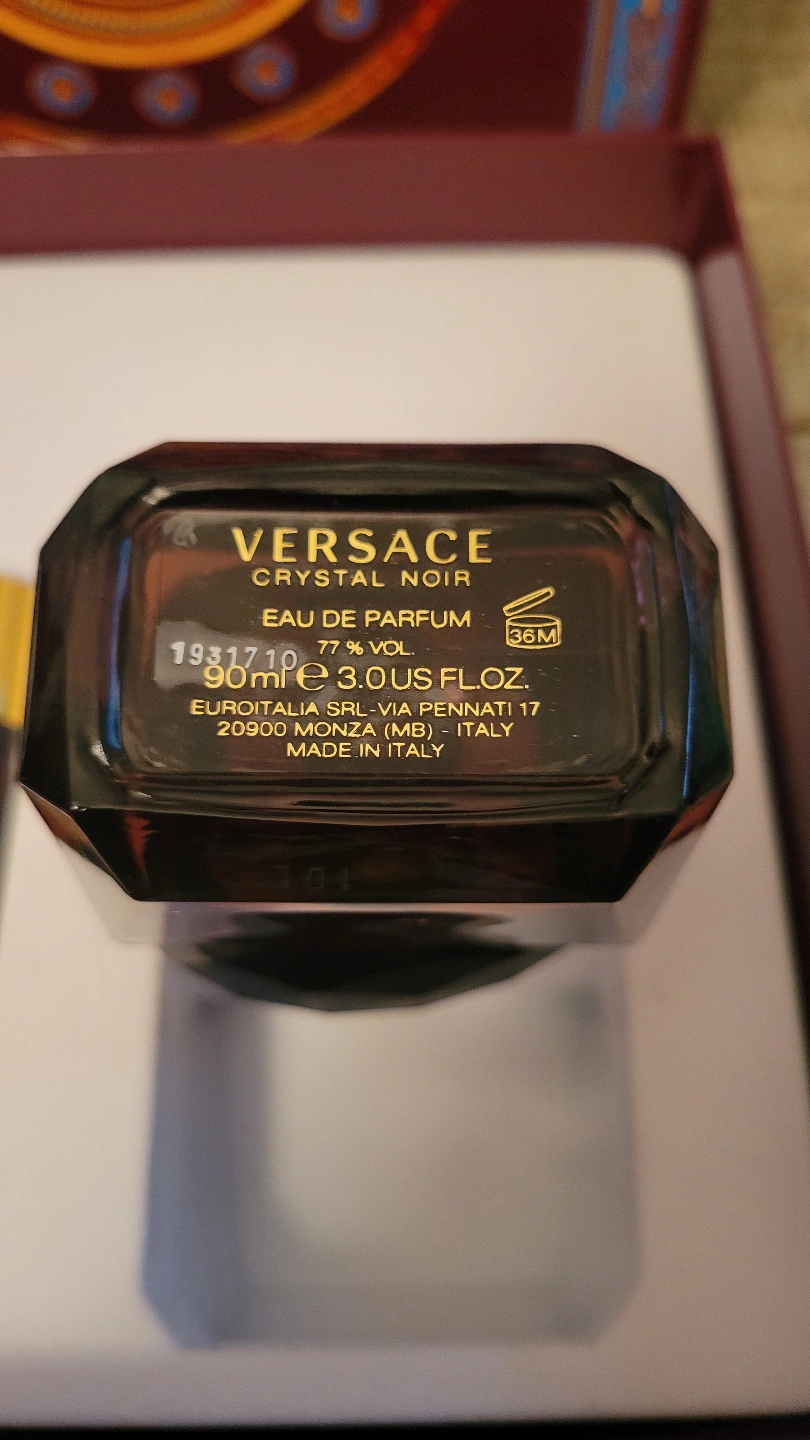 VERSACE
CRYSTAL NOIR
EAU DE PARFUM
36M
77 % VOL.
1931710
90ml e 3.0 US FL.OZ.
EUROITALIA SRL-VIA PENNATI 17
20900 MONZA (MB) - ITALY
MADE IN ITALY